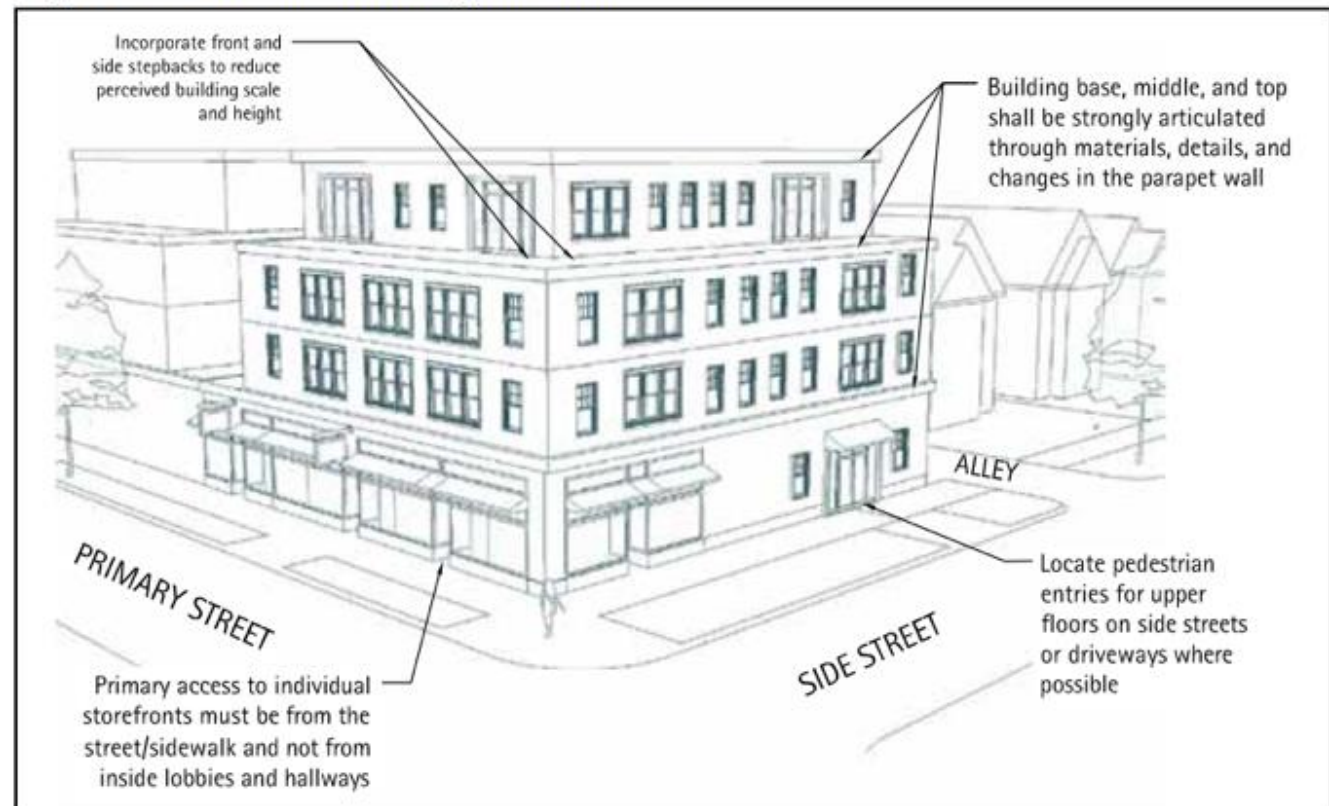 Incorporate front and
side stepbacks to reduce
perceived building scale
and height
Building base, middle, and top
shall be strongly articulated
through materials, details, and
changes in the parapet wall
ALLEY
PRIMARY STREET
SIDE STREET
Locate pedestrian
entries for upper
floors on side streets
or driveways where
possible
Primary access to individual
storefronts must be from the
street/sidewalk and not from
inside lobbies and hallways